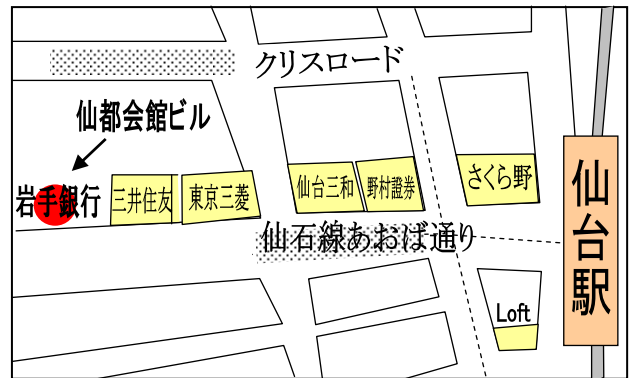 クリスロード
仙都会館ビル
岩手銀行
三井住友
東京三菱
仙台三和
野村證券
さくら野
仙石線あおば通り
仙台駅
Loft